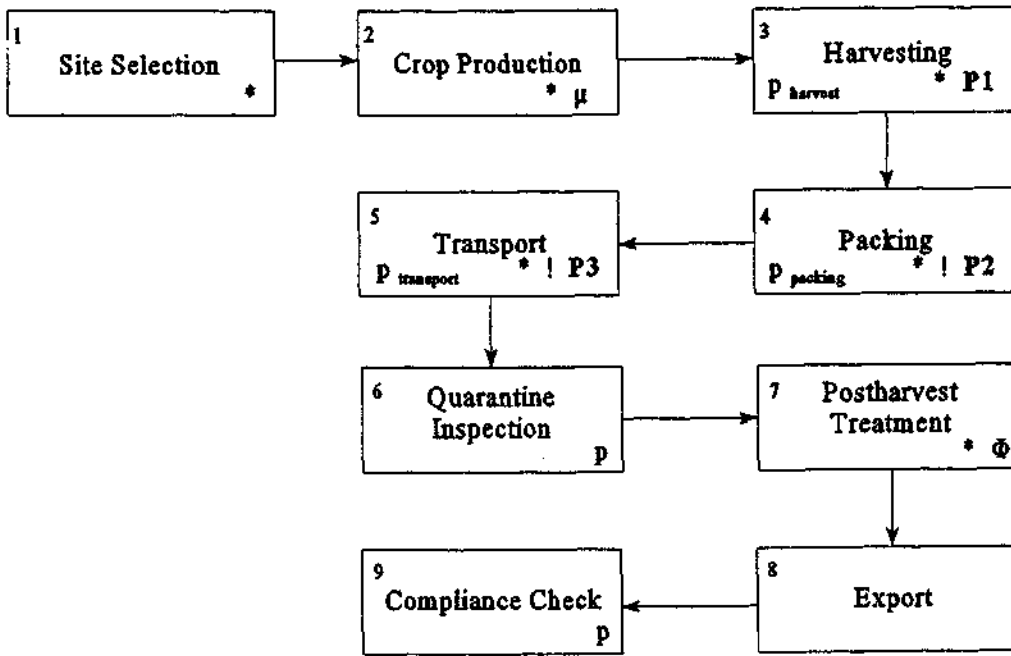 1
Site Selection
*
2
Crop Production
* μ
3
Harvesting
p harvest * P1
4
Packing
p packing * ! P2
5
Transport
p transport * ! P3
6
Quarantine
Inspection
p
7
Postharvest
Treatment
* Φ
8
Export
9
Compliance Check
p